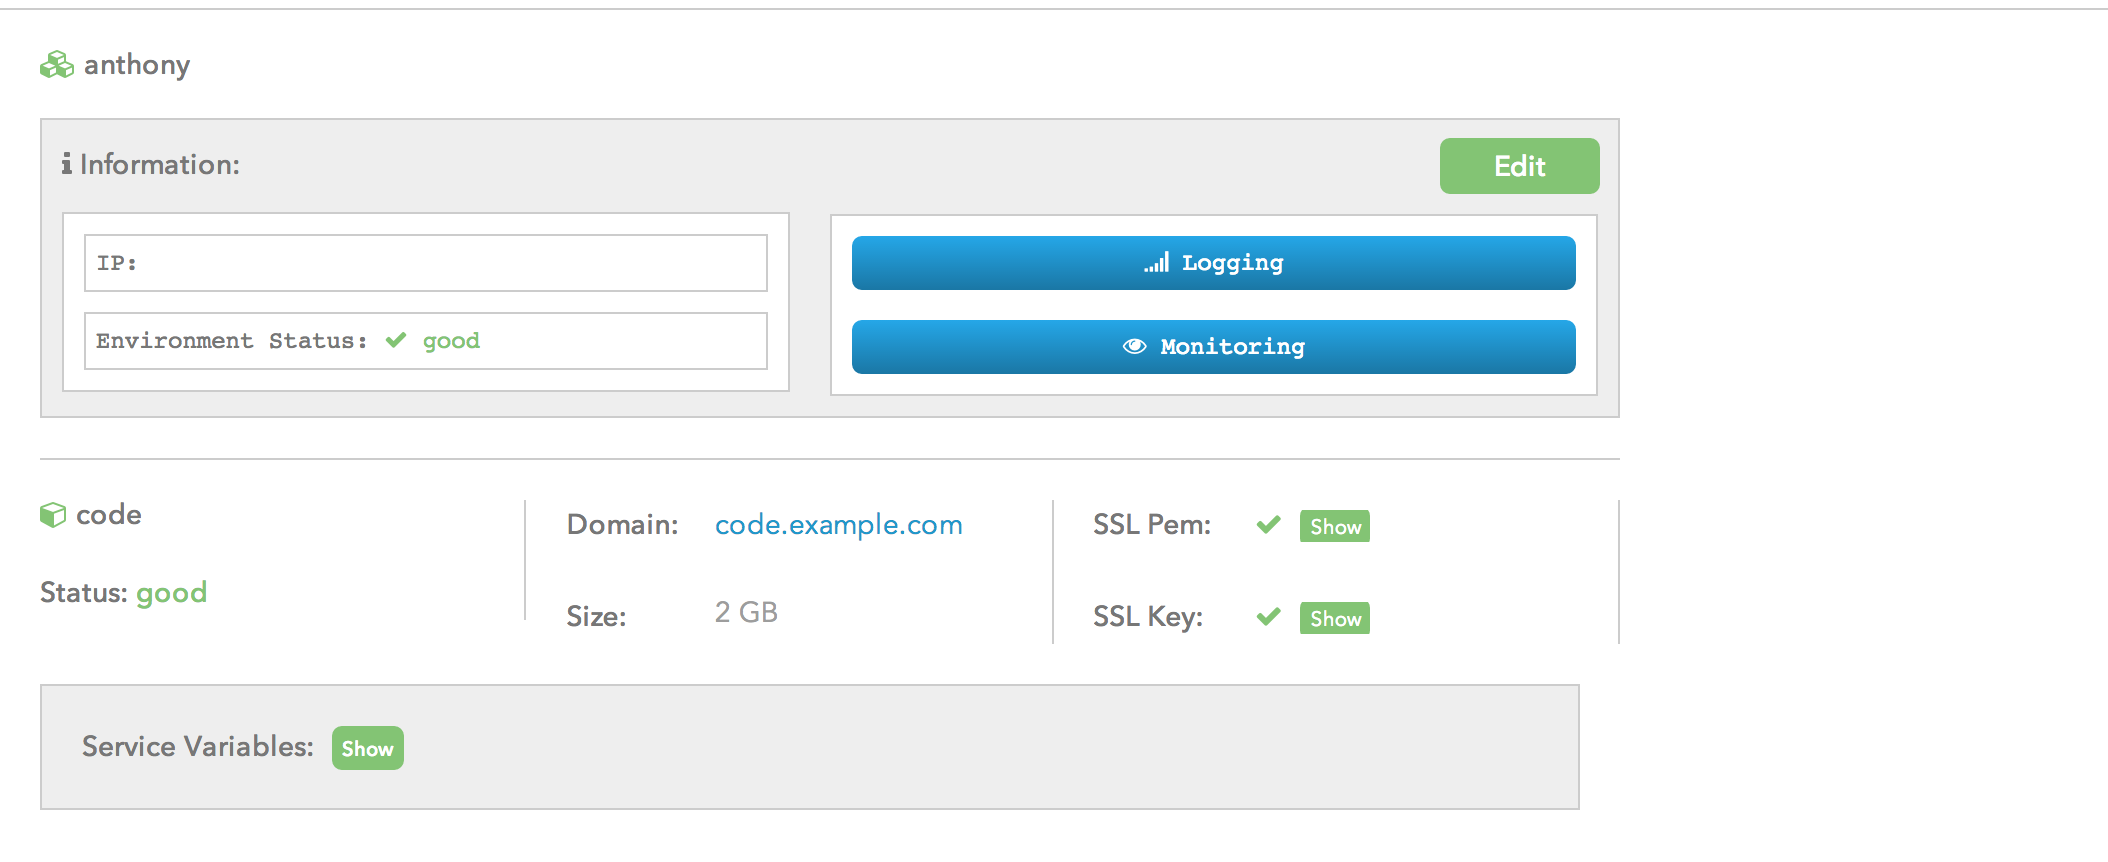 anthony
Information:
Edit
IP:
Environment Status: good
Logging
Monitoring
code
Status: good
Domain: code.example.com
Size: 2 GB
SSL Pem: Show
SSL Key: Show
Service Variables: Show